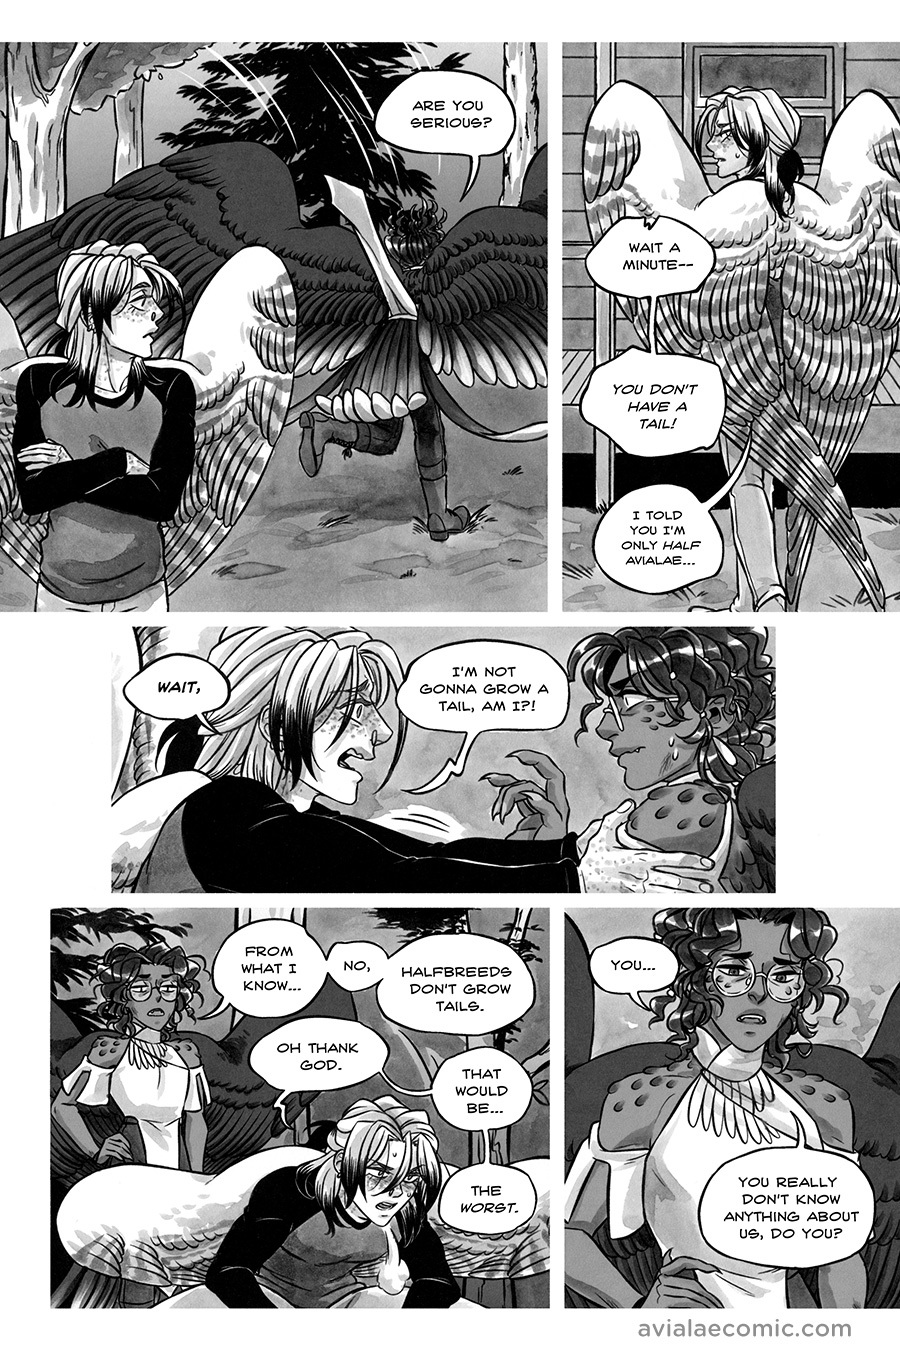 ARE YOU
SERIOUS?
WAIT A
MINUTE--
YOU DON'T
HAVE A
TAIL!
I TOLD
YOU I'M
ONLY HALF
AVIALAE...
WAIT,
I'M NOT
GONNA GROW A
TAIL, AM I?!
FROM
WHAT I
KNOW...
NO,
HALFBREEDS
DON'T GROW
TAILS.
OH THANK
GOD.
THAT
WOULD
BE...
THE
WORST.
YOU...
YOU REALLY
DON'T KNOW
ANYTHING ABOUT
US, DO YOU?
avialaecomic.com